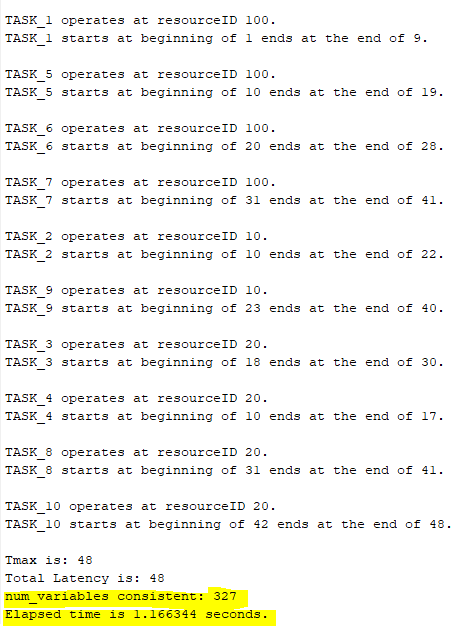 TASK_1 operates at resourceID 100.
TASK_1 starts at beginning of 1 ends at the end of 9.
TASK_5 operates at resourceID 100.
TASK_5 starts at beginning of 10 ends at the end of 19.
TASK_6 operates at resourceID 100.
TASK_6 starts at beginning of 20 ends at the end of 28.
TASK_7 operates at resourceID 100.
TASK_7 starts at beginning of 31 ends at the end of 41.
TASK_2 operates at resourceID 10.
TASK_2 starts at beginning of 10 ends at the end of 22.
TASK_9 operates at resourceID 10.
TASK_9 starts at beginning of 23 ends at the end of 40.
TASK_3 operates at resourceID 20.
TASK_3 starts at beginning of 18 ends at the end of 30.
TASK_4 operates at resourceID 20.
TASK_4 starts at beginning of 10 ends at the end of 17.
TASK_8 operates at resourceID 20.
TASK_8 starts at beginning of 31 ends at the end of 41.
TASK_10 operates at resourceID 20.
TASK_10 starts at beginning of 42 ends at the end of 48.
Tmax is: 48
Total Latency is: 48
num_variables consistent: 327
Elapsed time is 1.166344 seconds.